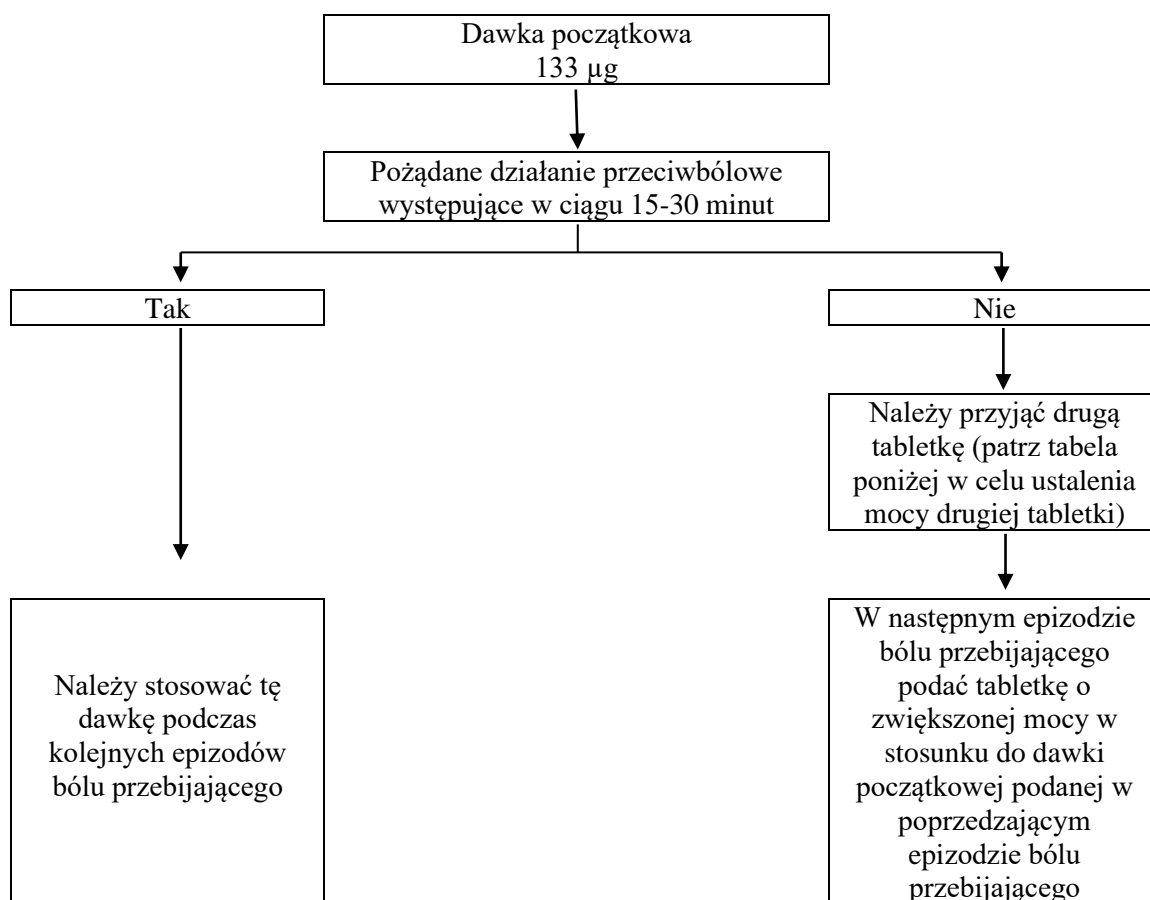 Dawka początkowa
133 µg
Pożądane działanie przeciwbólowe
występujące w ciągu 15-30 minut
Tak
Nie
Należy przyjąć drugą
tabletkę (patrz tabela
poniżej w celu ustalenia
mocy drugiej tabletki)
Należy stosować tę
dawkę podczas
kolejnych epizodów
bólu przebijającego
W następnym epizodzie
bólu przebijającego
podać tabletkę o
zwiększonej mocy w
stosunku do dawki
początkowej podanej w
poprzedzającym
epizodzie bólu
przebijającego